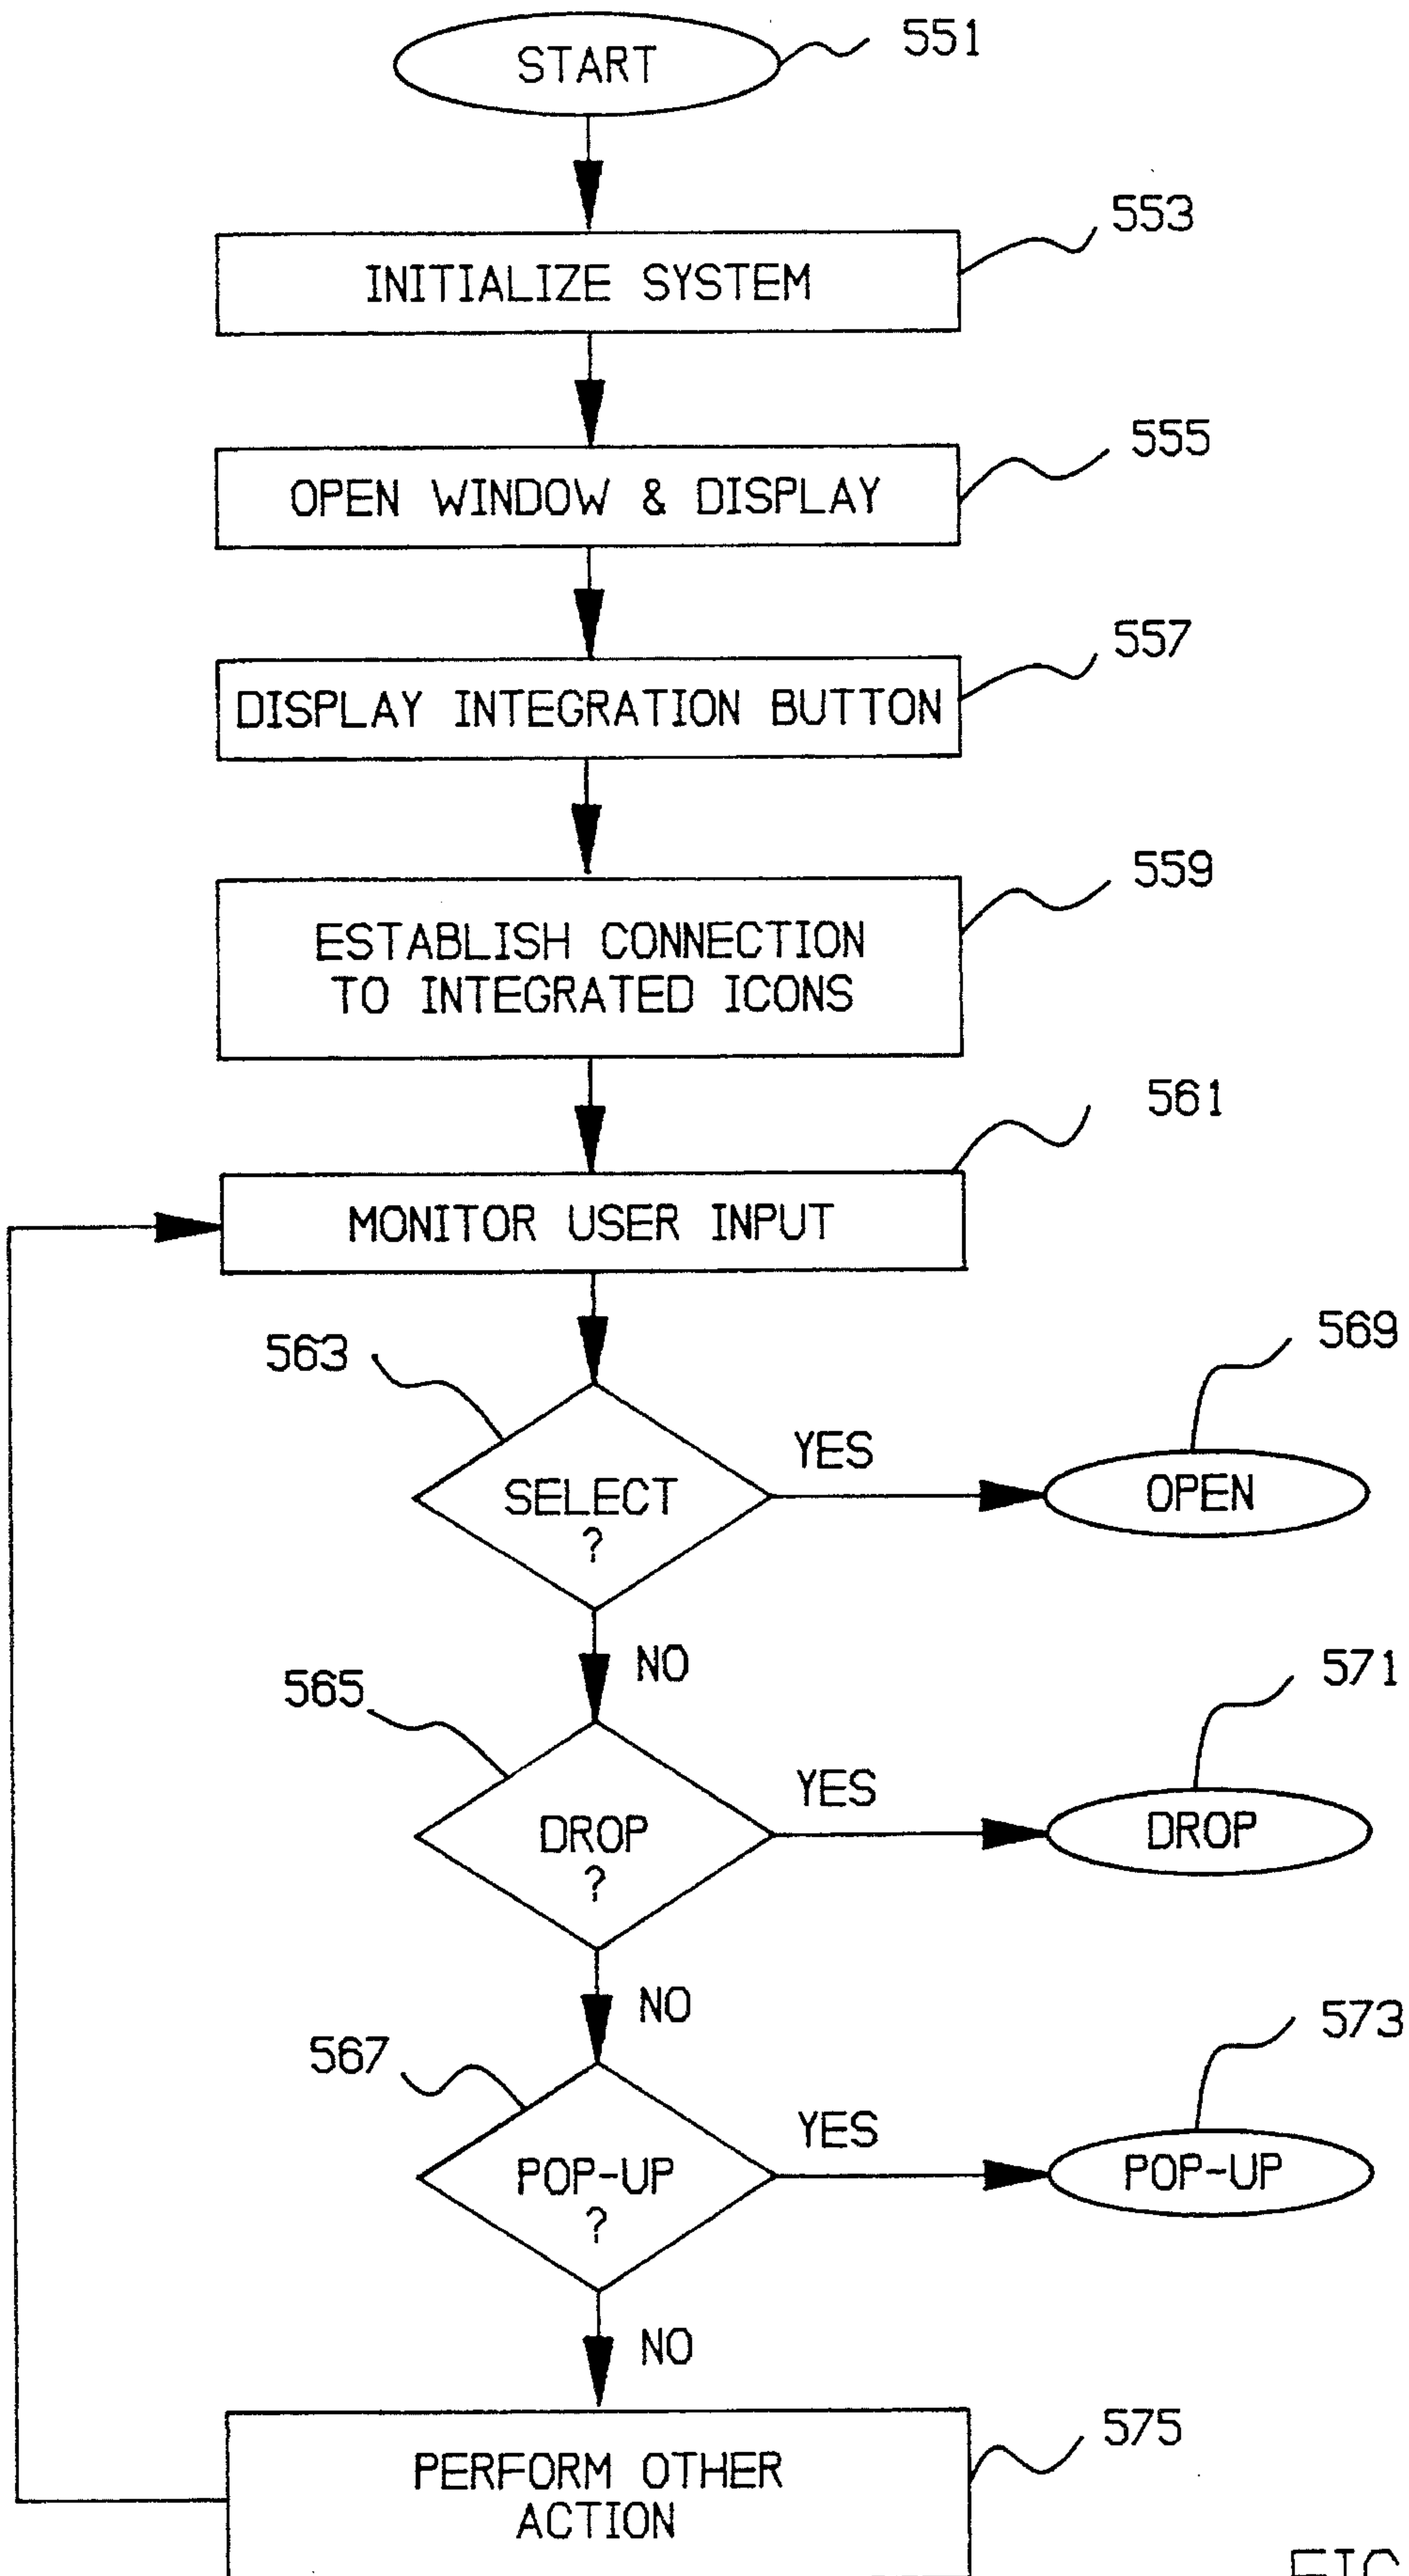 START
551
553
INITIALIZE SYSTEM
555
OPEN WINDOW & DISPLAY
557
DISPLAY INTEGRATION BUTTON
559
ESTABLISH CONNECTION
TO INTEGRATED ICONS
561
MONITOR USER INPUT
563
569
YES
SELECT
?
OPEN
NO
565
571
YES
DROP
?
DROP
NO
567
573
YES
POP-UP
?
POP-UP
NO
575
PERFORM OTHER
ACTION
FIG